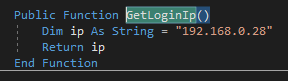 Public Function GetLoginIp()
Dim ip As String = "192.168.0.28"
Return ip
End Function